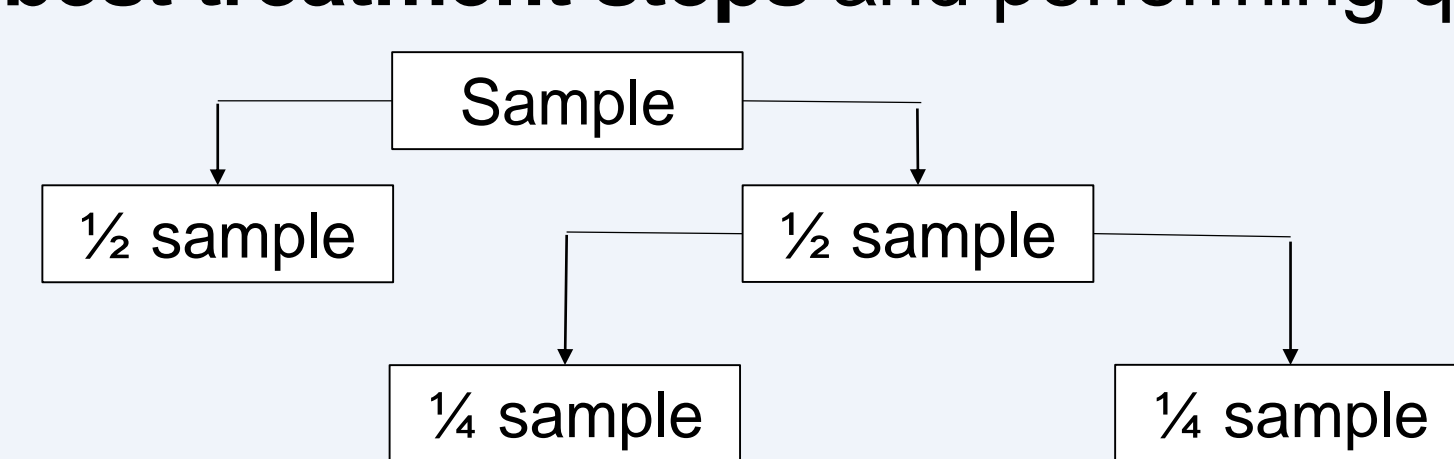 best treatment steps and performing q
Sample
½ sample ½ sample
¼ sample ¼ sample